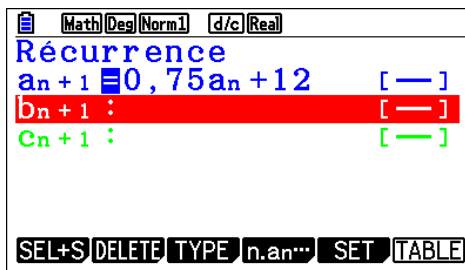 Math Deg Norm1 d/c Real
Récurrence
an+1=0,75an+12 [—]
bn+1: [—]
cn+1: [—]
SEL+S DELETE TYPE n.an… SET TABLE